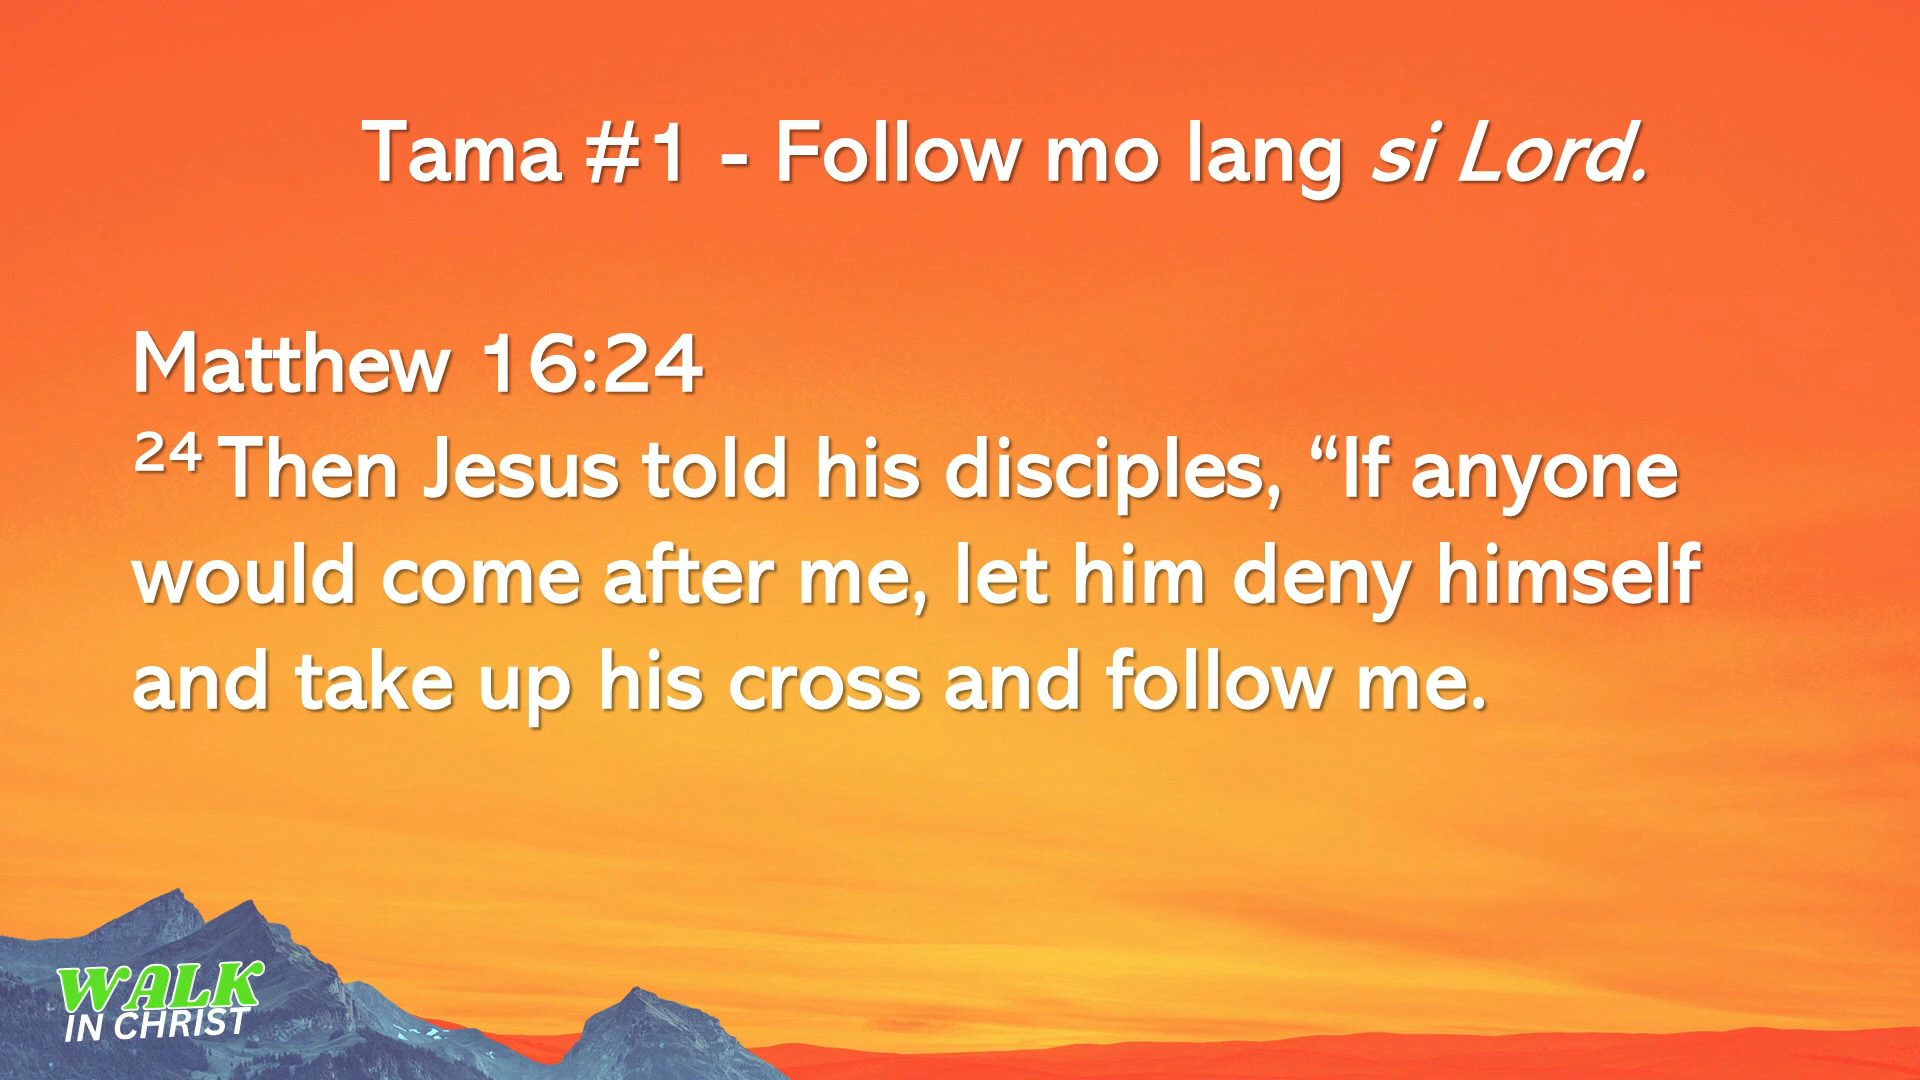 Tama #1 - Follow mo lang si Lord.
Matthew 16:24
24 Then Jesus told his disciples, “If anyone
would come after me, let him deny himself
and take up his cross and follow me.
WALK
IN CHRIST